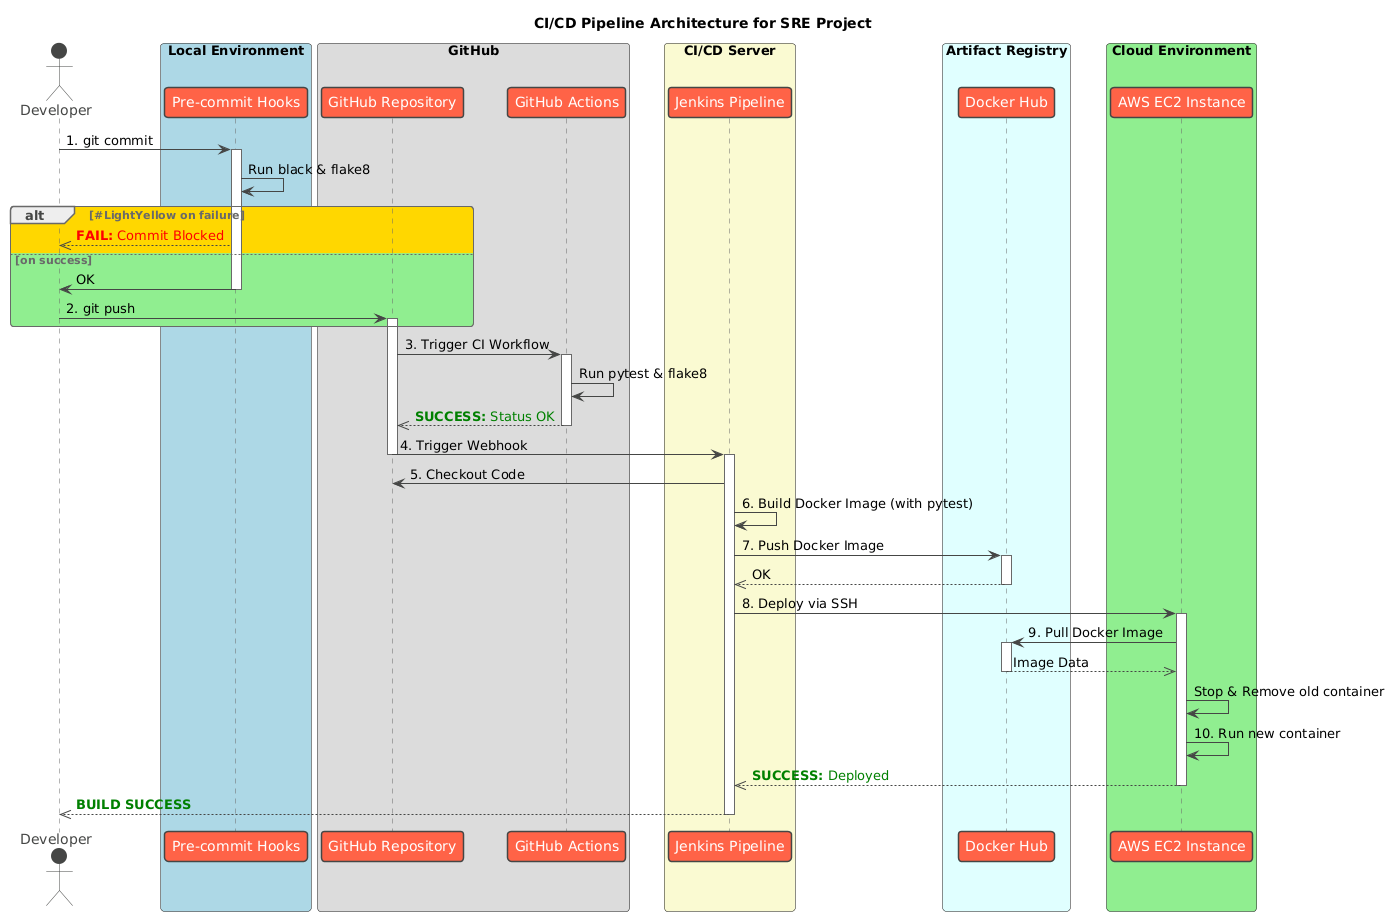 CI/CD Pipeline Architecture for SRE Project
Local Environment
GitHub
CI/CD Server
Artifact Registry
Cloud Environment
Developer
Pre-commit Hooks
GitHub Repository
GitHub Actions
Jenkins Pipeline
Docker Hub
AWS EC2 Instance
1. git commit
Run black & flake8
alt
[#LightYellow on failure]
FAIL: Commit Blocked
[on success]
OK
2. git push
3. Trigger CI Workflow
Run pytest & flake8
SUCCESS: Status OK
4. Trigger Webhook
5. Checkout Code
6. Build Docker Image (with pytest)
7. Push Docker Image
OK
8. Deploy via SSH
9. Pull Docker Image
Image Data
Stop & Remove old container
10. Run new container
SUCCESS: Deployed
BUILD SUCCESS
Developer
Pre-commit Hooks
GitHub Repository
GitHub Actions
Jenkins Pipeline
Docker Hub
AWS EC2 Instance